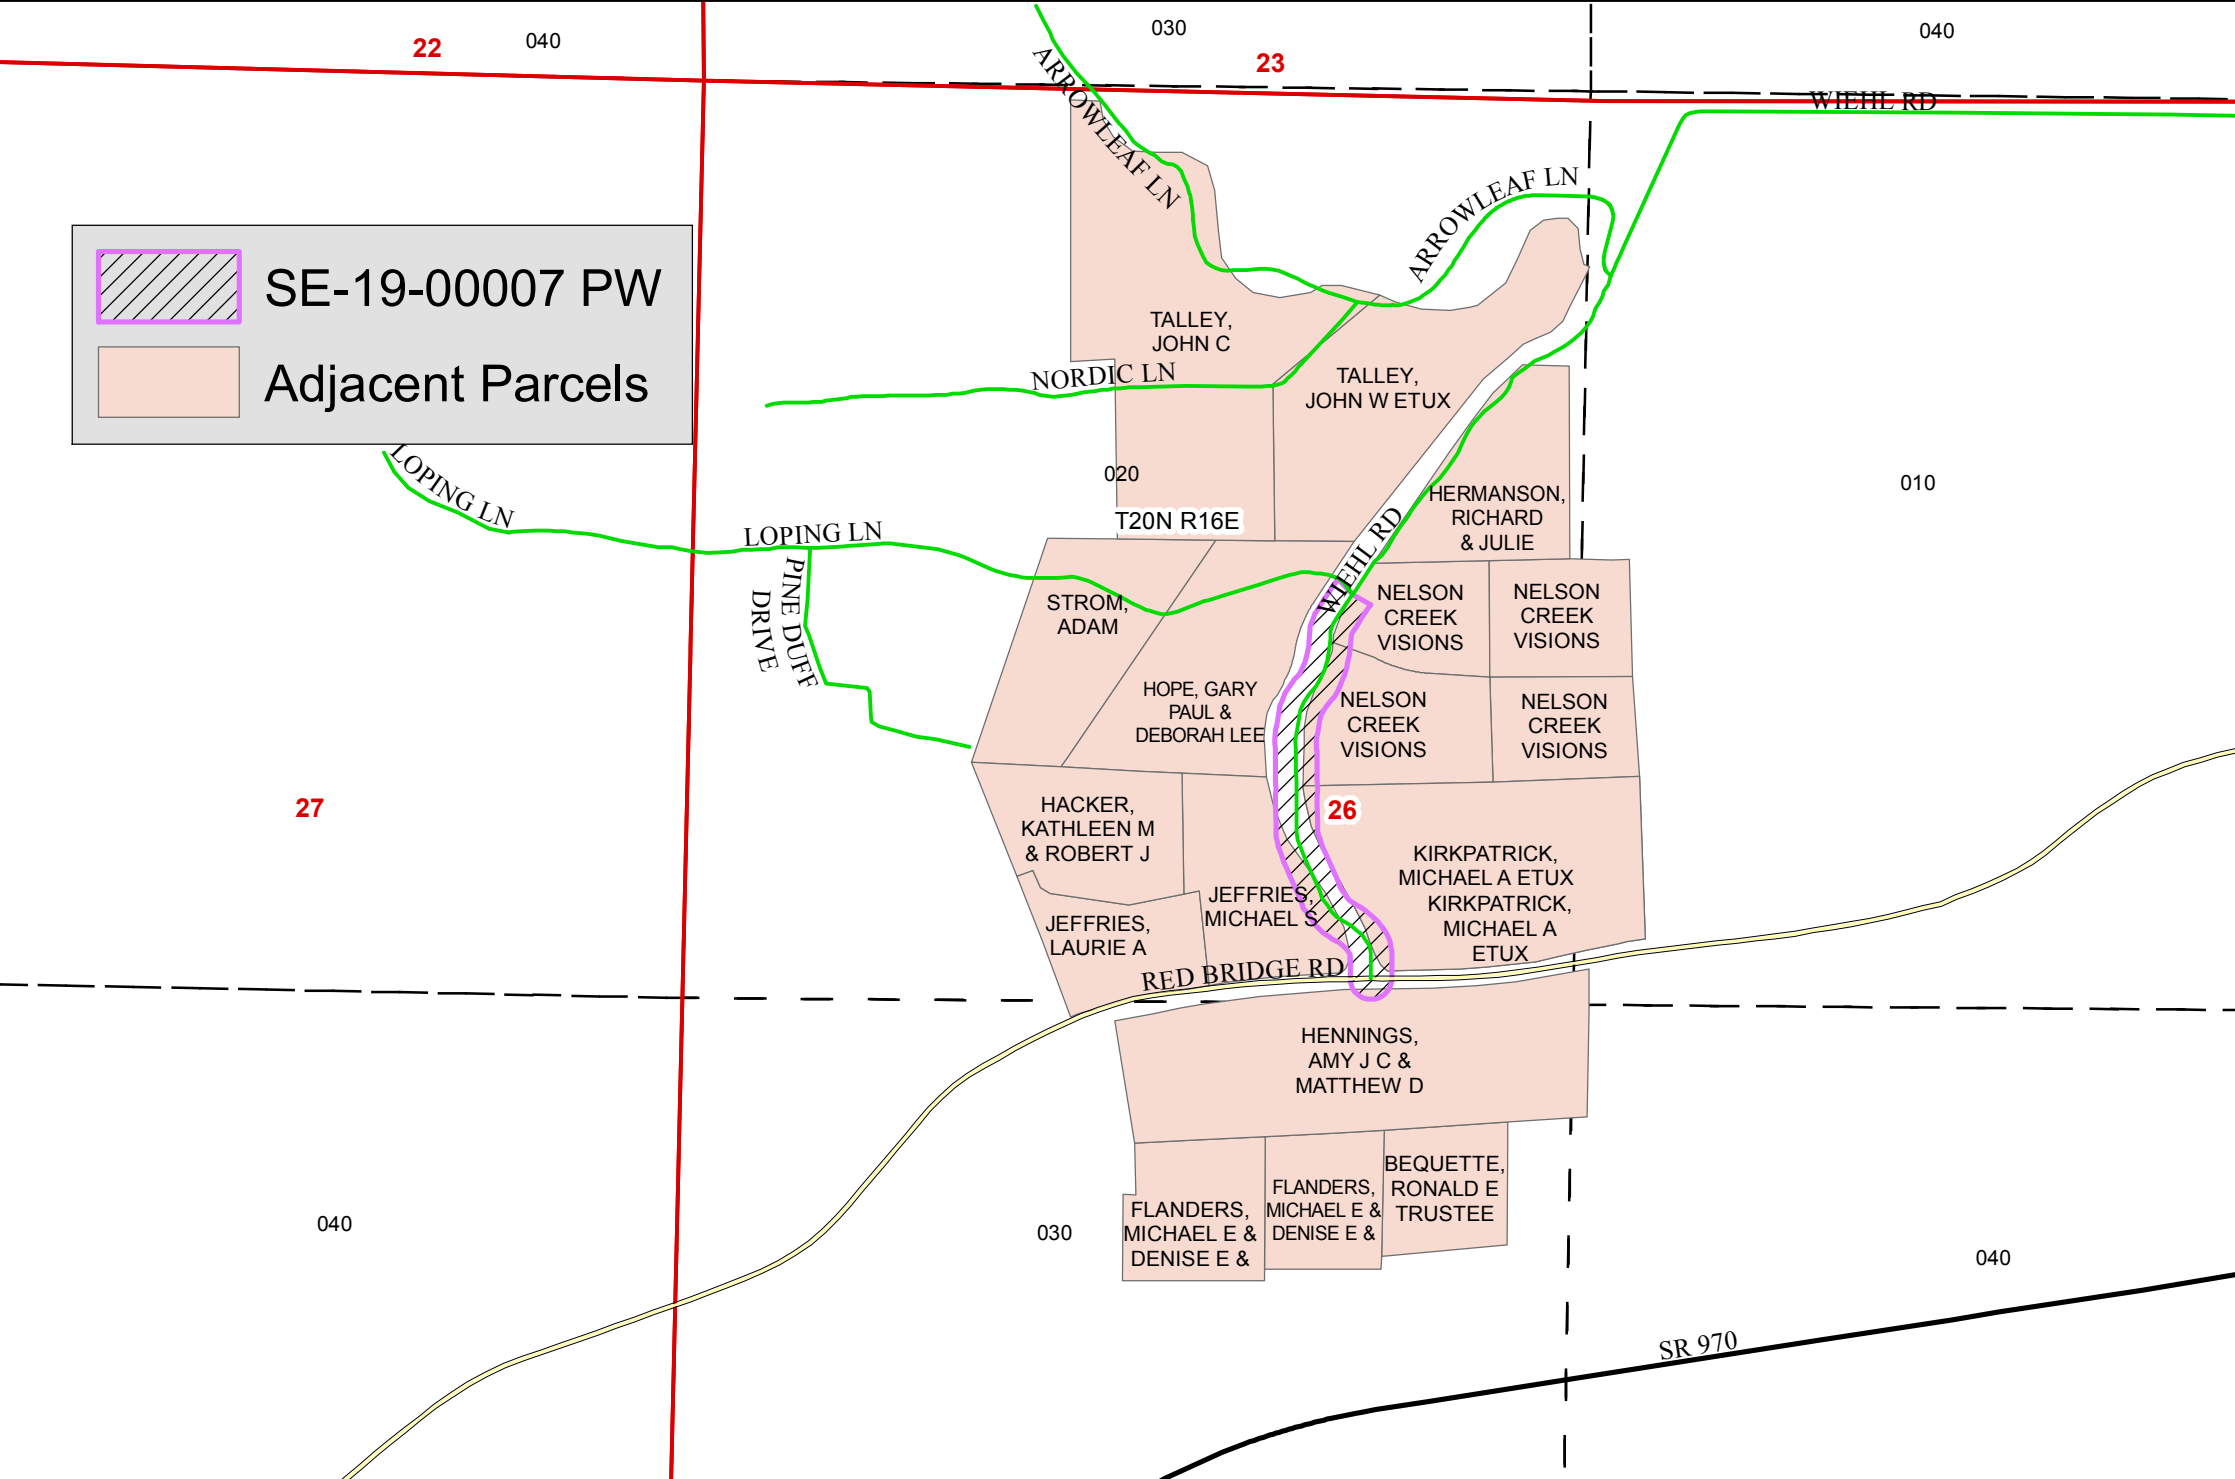 22
040
030
23
040
ARROWLEAF LN
WIEHL RD
ARROWLEAF LN
SE-19-00007 PW
Adjacent Parcels
TALLEY,
JOHN C
NORDIC LN
TALLEY,
JOHN W ETUX
020
010
LOPING LN
LOPING LN
T20N R16E
HERMANSON,
RICHARD
& JULIE
WIEHL RD
PINE DUFF
DRIVE
STROM,
ADAM
NELSON
CREEK
VISIONS
NELSON
CREEK
VISIONS
HOPE, GARY
PAUL &
DEBORAH LEE
NELSON
CREEK
VISIONS
NELSON
CREEK
VISIONS
27
26
HACKER,
KATHLEEN M
& ROBERT J
JEFFRIES,
MICHAEL S
KIRKPATRICK,
MICHAEL A ETUX
KIRKPATRICK,
MICHAEL A
ETUX
JEFFRIES,
LAURIE A
RED BRIDGE RD
HENNINGS,
AMY J C &
MATTHEW D
FLANDERS,
MICHAEL E &
DENISE E &
FLANDERS,
MICHAEL E &
DENISE E &
BEQUETTE,
RONALD E
TRUSTEE
040
030
040
SR 970